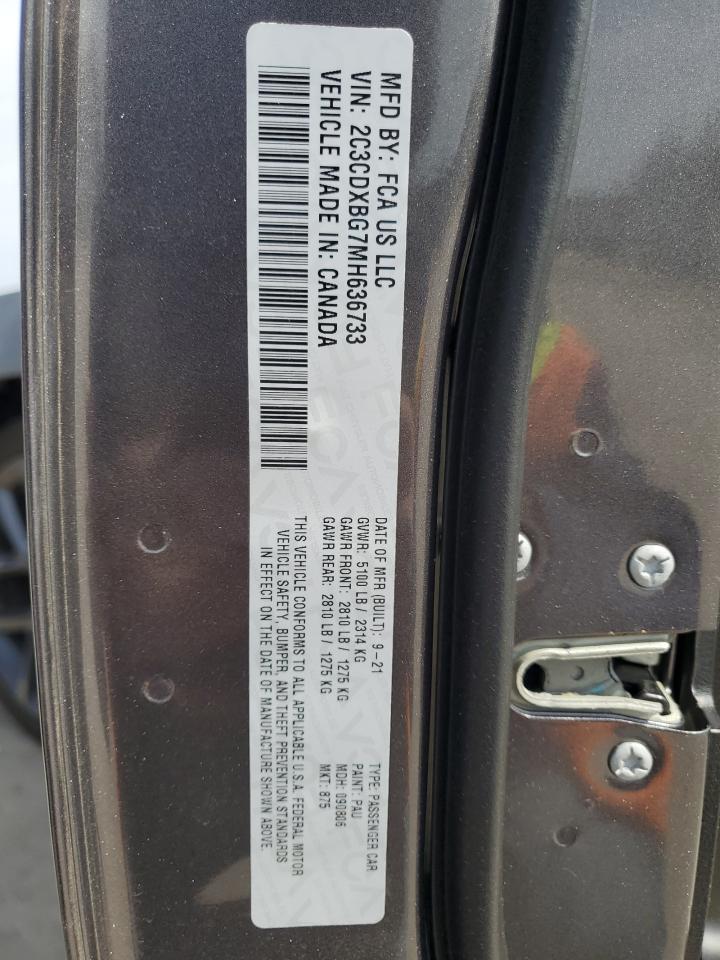 MFD BY: FCA US LLC
VIN: 2C3CDXBG7MH636733
VEHICLE MADE IN: CANADA
DATE OF MFR (BUILT): 9-21
GVWR: 5100 LB / 2314 KG
GAWR FRONT: 2810 LB / 1275 KG
GAWR REAR: 2810 LB / 1275 KG
TYPE: PASSENGER CAR
PAINT: PAU
MDH: 090806
MKT: 875
THIS VEHICLE CONFORMS TO ALL APPLICABLE U.S.A. FEDERAL MOTOR
VEHICLE SAFETY, BUMPER, AND THEFT PREVENTION STANDARDS
IN EFFECT ON THE DATE OF MANUFACTURE SHOWN ABOVE.
FCA